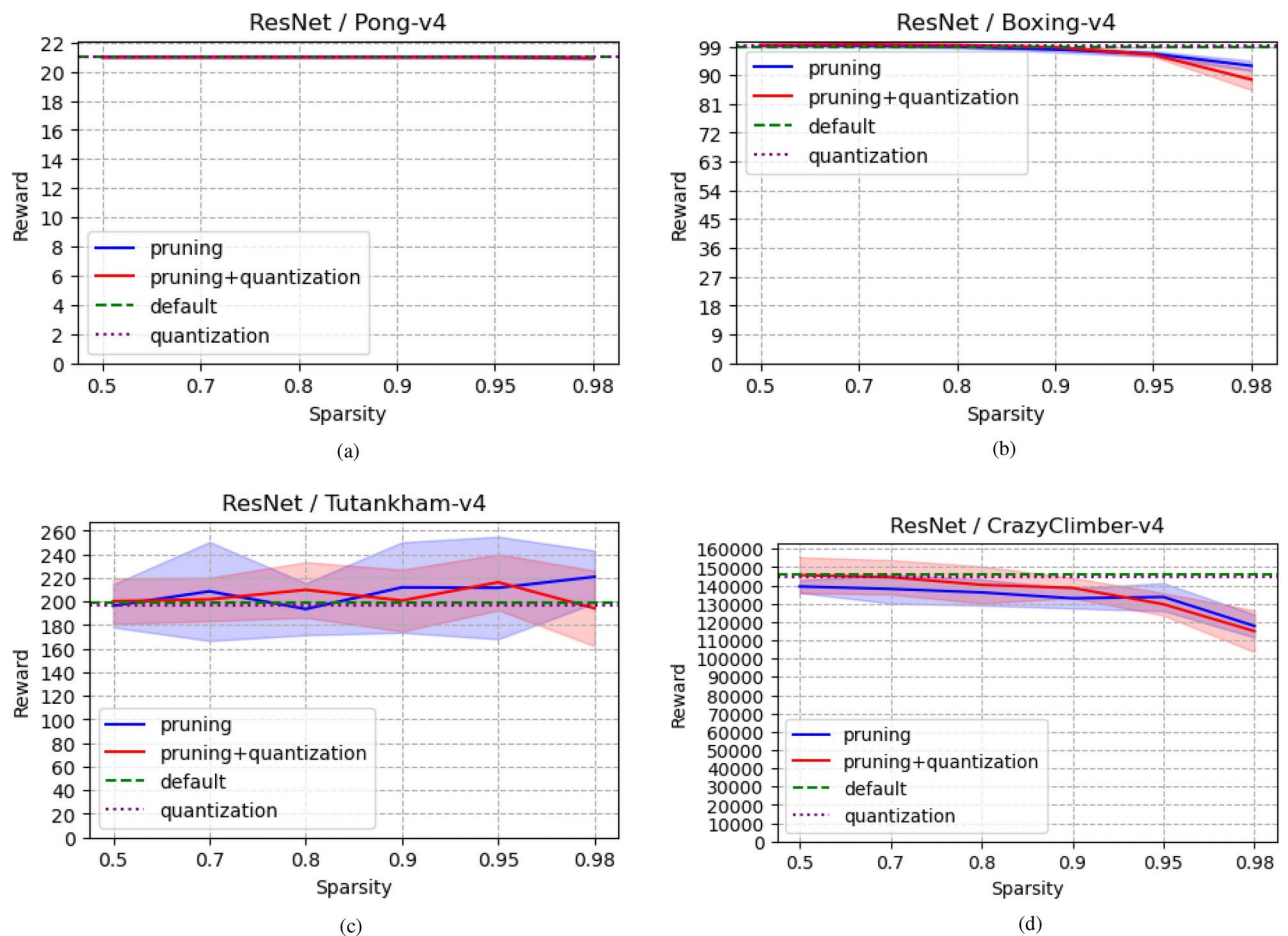 ResNet / Pong-v4
22
20
18
16
14
12
10
8
6
4
2
0
Reward
pruning
pruning+quantization
default
quantization
0.5 0.7 0.8 0.9 0.95 0.98
Sparsity
(a)
ResNet / Boxing-v4
99
90
81
72
63
54
45
36
27
18
9
0
Reward
pruning
pruning+quantization
default
quantization
0.5 0.7 0.8 0.9 0.95 0.98
Sparsity
(b)
ResNet / Tutankham-v4
260
240
220
200
180
160
140
120
100
80
60
40
20
0
Reward
pruning
pruning+quantization
default
quantization
0.5 0.7 0.8 0.9 0.95 0.98
Sparsity
(c)
ResNet / CrazyClimber-v4
160000
150000
140000
130000
120000
110000
100000
90000
80000
70000
60000
50000
40000
30000
20000
10000
0
Reward
pruning
pruning+quantization
default
quantization
0.5 0.7 0.8 0.9 0.95 0.98
Sparsity
(d)